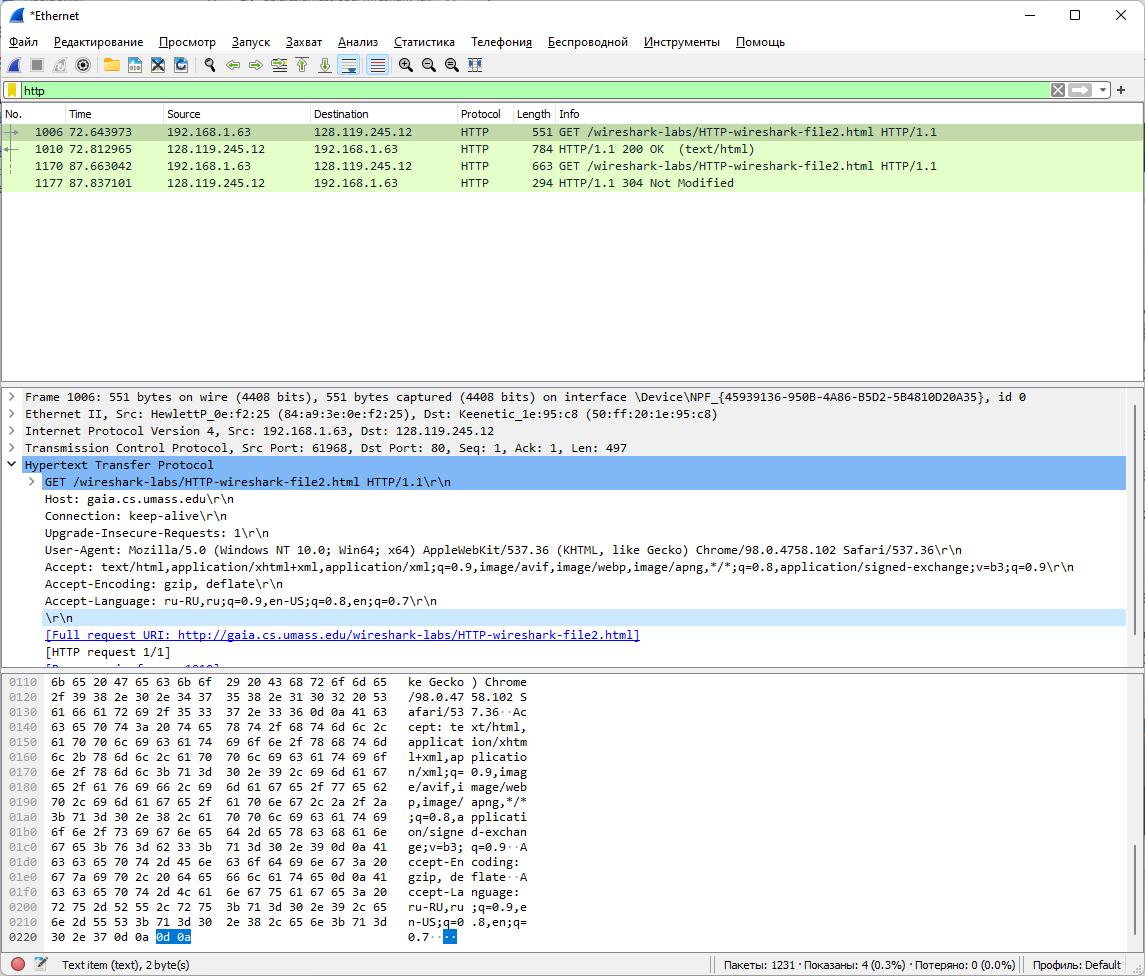 *Ethernet
Файл Редактирование Просмотр Запуск Захват Анализ Статистика Телефония Беспроводной Инструменты Помощь
http
No. Time Source Destination Protocol Length Info
1006 72.643973 192.168.1.63 128.119.245.12 HTTP 551 GET /wireshark-labs/HTTP-wireshark-file2.html HTTP/1.1
1010 72.812965 128.119.245.12 192.168.1.63 HTTP 784 HTTP/1.1 200 OK (text/html)
1170 87.663042 192.168.1.63 128.119.245.12 HTTP 663 GET /wireshark-labs/HTTP-wireshark-file2.html HTTP/1.1
1177 87.837101 128.119.245.12 192.168.1.63 HTTP 294 HTTP/1.1 304 Not Modified
Frame 1006: 551 bytes on wire (4408 bits), 551 bytes captured (4408 bits) on interface \Device\NPF_{45939136-950B-4A86-B5D2-5B4810D20A35}, id 0
Ethernet II, Src: HewlettP_0e:f2:25 (84:a9:3e:0e:f2:25), Dst: Keenetic_1e:95:c8 (50:ff:20:1e:95:c8)
Internet Protocol Version 4, Src: 192.168.1.63, Dst: 128.119.245.12
Transmission Control Protocol, Src Port: 61968, Dst Port: 80, Seq: 1, Ack: 1, Len: 497
Hypertext Transfer Protocol
GET /wireshark-labs/HTTP-wireshark-file2.html HTTP/1.1\r\n
Host: gaia.cs.umass.edu\r\n
Connection: keep-alive\r\n
Upgrade-Insecure-Requests: 1\r\n
User-Agent: Mozilla/5.0 (Windows NT 10.0; Win64; x64) AppleWebKit/537.36 (KHTML, like Gecko) Chrome/98.0.4758.102 Safari/537.36\r\n
Accept: text/html,application/xhtml+xml,application/xml;q=0.9,image/avif,image/webp,image/apng,*/*;q=0.8,application/signed-exchange;v=b3;q=0.9\r\n
Accept-Encoding: gzip, deflate\r\n
Accept-Language: ru-RU,ru;q=0.9,en-US;q=0.8,en;q=0.7\r\n
\r\n
[Full request URI: http://gaia.cs.umass.edu/wireshark-labs/HTTP-wireshark-file2.html]
[HTTP request 1/1]
0110 6b 65 20 47 65 63 6b 6f 29 20 43 68 72 6f 6d 65 ke Gecko ) Chrome
0120 2f 39 38 2e 30 2e 34 37 35 38 2e 31 30 32 20 53 /98.0.47 58.102 S
0130 61 66 61 72 69 2f 35 33 37 2e 33 36 0d 0a 41 63 afari/53 7.36··Ac
0140 63 65 70 74 3a 20 74 65 78 74 2f 68 74 6d 6c 2c cept: te xt/html,
0150 61 70 70 6c 69 63 61 74 69 6f 6e 2f 78 68 74 6d applicat ion/xhtm
0160 6c 2b 78 6d 6c 2c 61 70 70 6c 69 63 61 74 69 6f l+xml,ap plicatio
0170 6e 2f 78 6d 6c 3b 71 3d 30 2e 39 2c 69 6d 61 67 n/xml;q= 0.9,imag
0180 65 2f 61 76 69 66 2c 69 6d 61 67 65 2f 77 65 62 e/avif,i mage/web
0190 70 2c 69 6d 61 67 65 2f 61 70 6e 67 2c 2a 2f 2a p,image/ apng,*/*
01a0 3b 71 3d 30 2e 38 2c 61 70 70 6c 69 63 61 74 69 ;q=0.8,a pplicati
01b0 6f 6e 2f 73 69 67 6e 65 64 2d 65 78 63 68 61 6e on/signe d-exchan
01c0 67 65 3b 76 3d 62 33 3b 71 3d 30 2e 39 0d 0a 41 ge;v=b3; q=0.9··A
01d0 63 63 65 70 74 2d 45 6e 63 6f 64 69 6e 67 3a 20 ccept-En coding:
01e0 67 7a 69 70 2c 20 64 65 66 6c 61 74 65 0d 0a 41 gzip, de flate··A
01f0 63 63 65 70 74 2d 4c 61 6e 67 75 61 67 65 3a 20 ccept-La nguage:
0200 72 75 2d 52 55 2c 72 75 3b 71 3d 30 2e 39 2c 65 ru-RU,ru ;q=0.9,e
0210 6e 2d 55 53 3b 71 3d 30 2e 38 2c 65 6e 3b 71 3d n-US;q=0 .8,en;q=
0220 30 2e 37 0d 0a 0d 0a 0.7····
Text item (text), 2 byte(s) Пакеты: 1231 · Показаны: 4 (0.3%) · Потеряно: 0 (0.0%) Профиль: Default